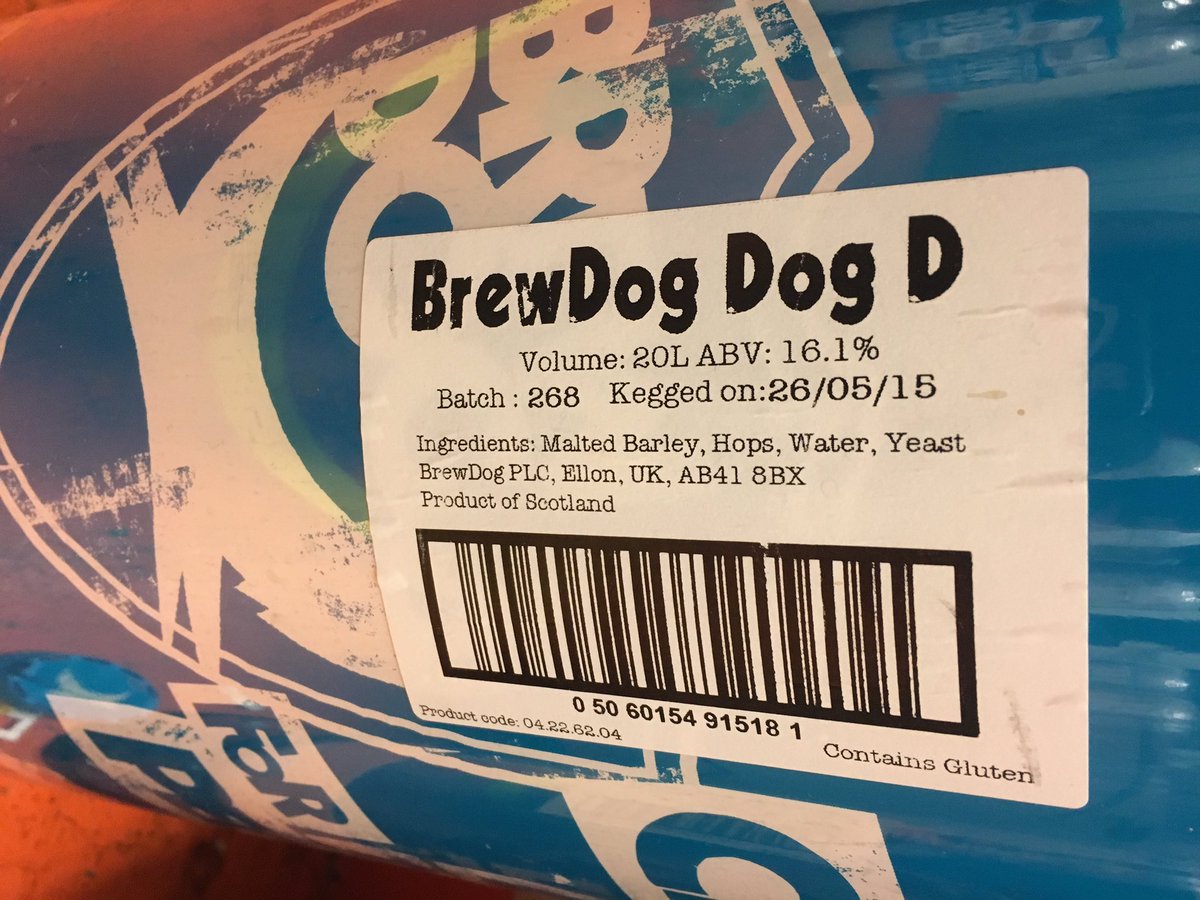 BrewDog Dog D
Volume: 20L ABV: 16.1%
Batch : 268 Kegged on:26/05/15
Ingredients: Malted Barley, Hops, Water, Yeast
BrewDog PLC, Ellon, UK, AB41 8BX
Product of Scotland
0 50 60154 91518 1
Product code: 04.22.62.04
Contains Gluten
FOR